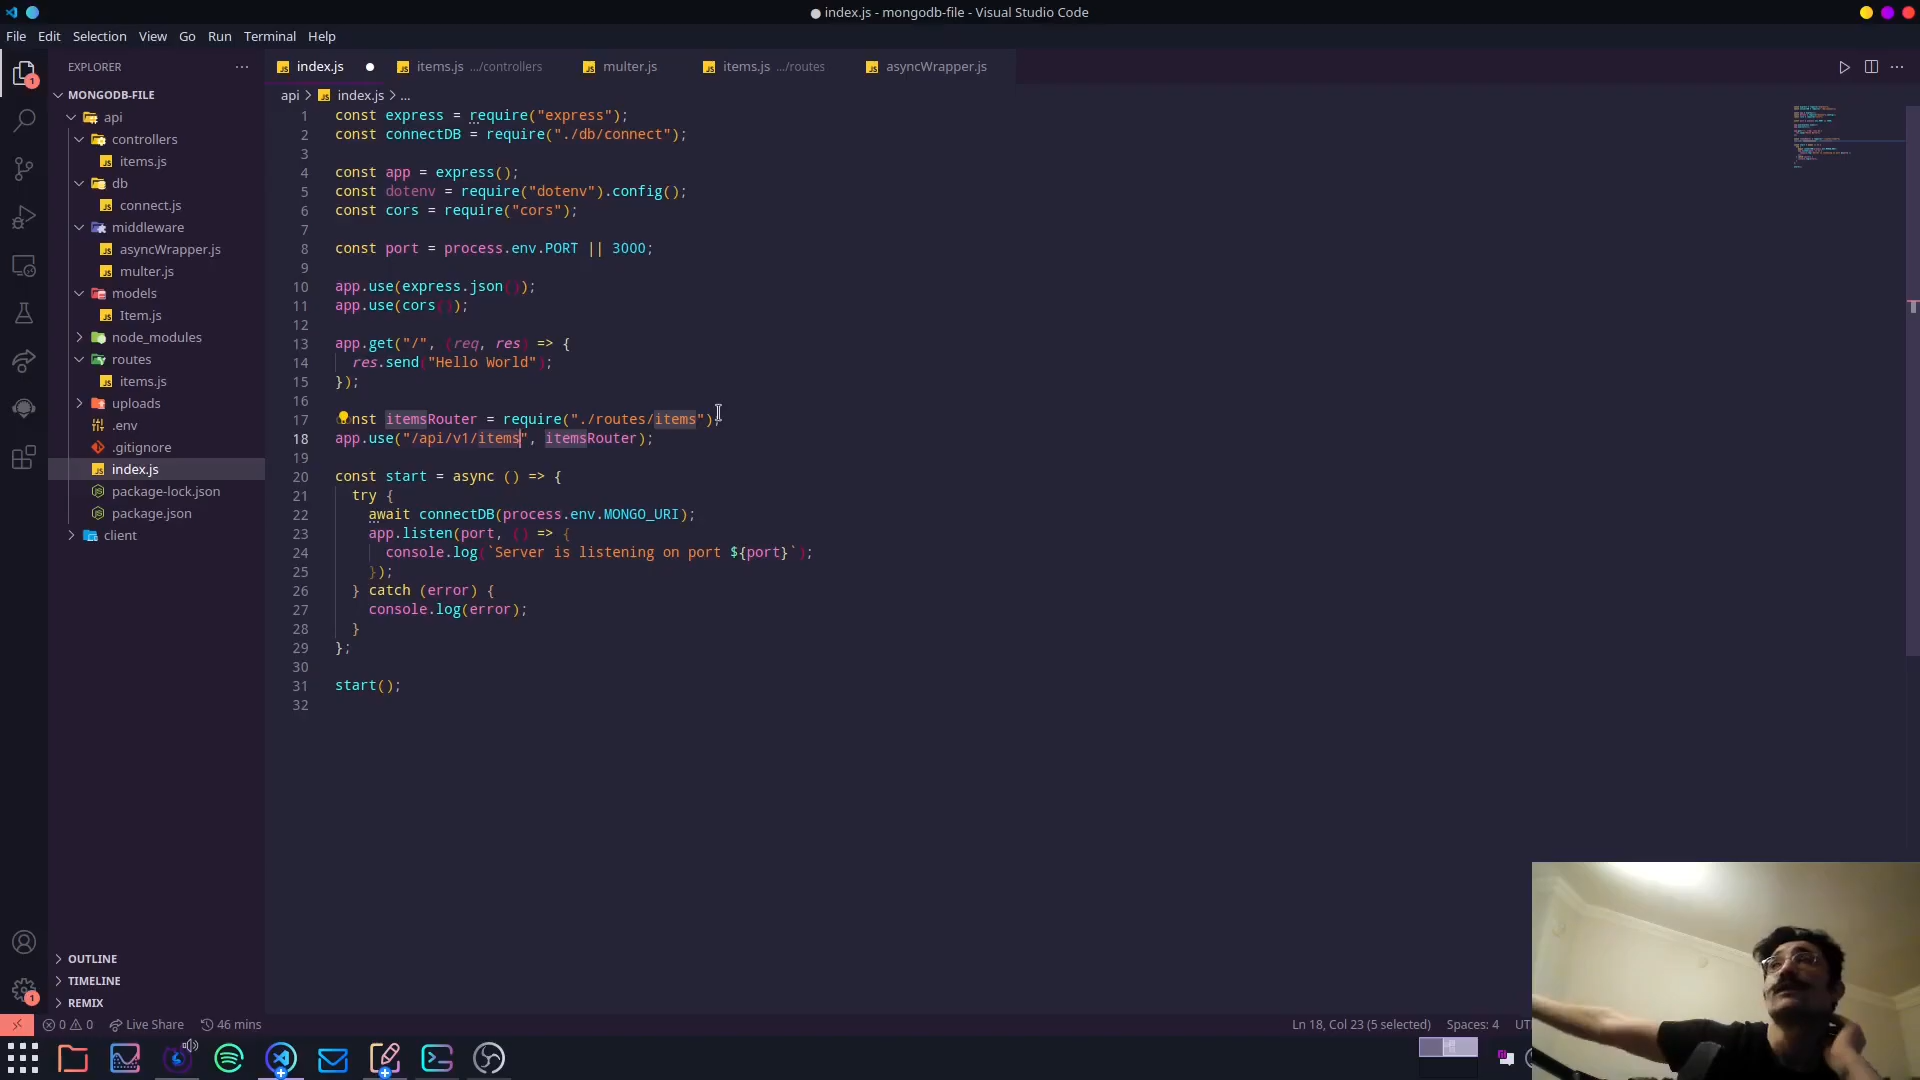 index.js - mongodb-file - Visual Studio Code
File Edit Selection View Go Run Terminal Help
EXPLORER
index.js
items.js .../controllers
multer.js
items.js .../routes
asyncWrapper.js
MONGODB-FILE
api
controllers
items.js
db
connect.js
middleware
asyncWrapper.js
multer.js
models
Item.js
node_modules
routes
items.js
uploads
.env
.gitignore
index.js
package-lock.json
package.json
client
OUTLINE
TIMELINE
REMIX
1
1
api > index.js > ...
1 const express = require("express");
2 const connectDB = require("./db/connect");
3
4 const app = express();
5 const dotenv = require("dotenv").config();
6 const cors = require("cors");
7
8 const port = process.env.PORT || 3000;
9
10 app.use(express.json());
11 app.use(cors());
12
13 app.get("/", (req, res) => {
14 res.send("Hello World");
15 });
16
17 nst itemsRouter = require("./routes/items");
18 app.use("/api/v1/items", itemsRouter);
19
20 const start = async () => {
21 try {
22 await connectDB(process.env.MONGO_URI);
23 app.listen(port, () => {
24 console.log(`Server is listening on port ${port}`);
25 });
26 } catch (error) {
27 console.log(error);
28 }
29 };
30
31 start();
32
0 0 Live Share 46 mins
Ln 18, Col 23 (5 selected) Spaces: 4 UT